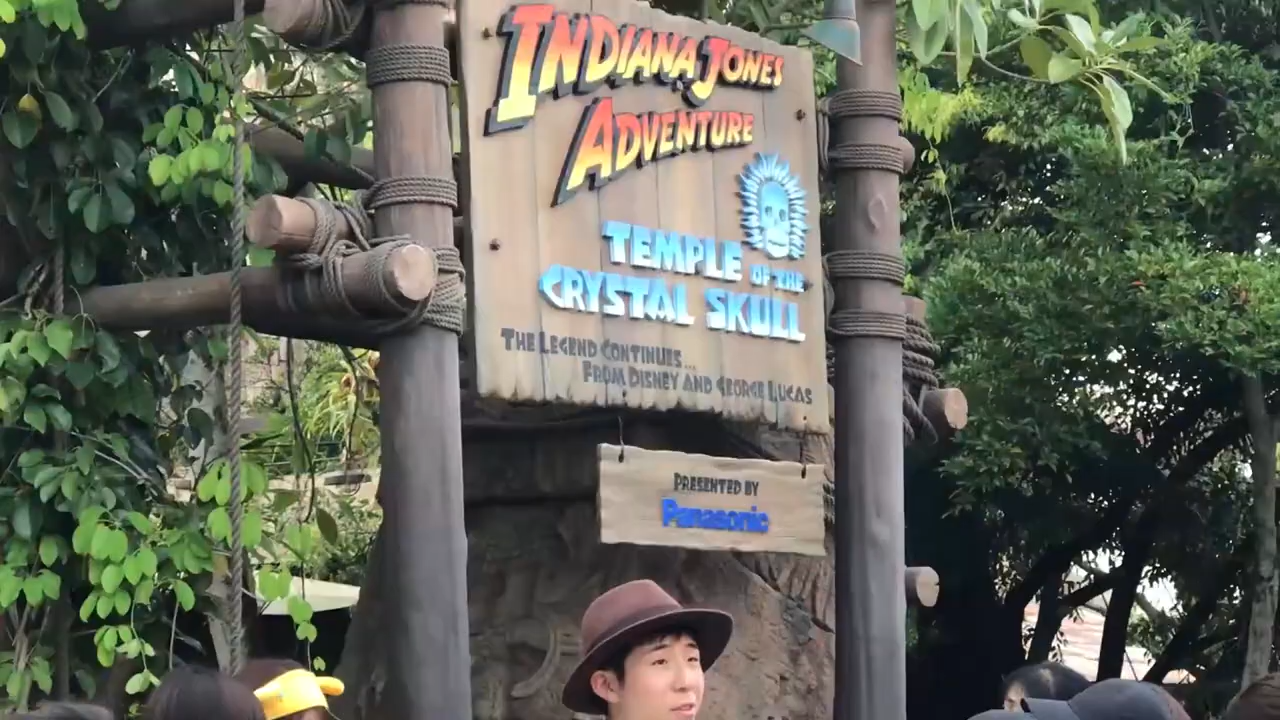 INDIANA JONES
ADVENTURE
TEMPLE OF THE
CRYSTAL SKULL
THE LEGEND CONTINUES...
FROM DISNEY AND GEORGE LUCAS
PRESENTED BY
Panasonic